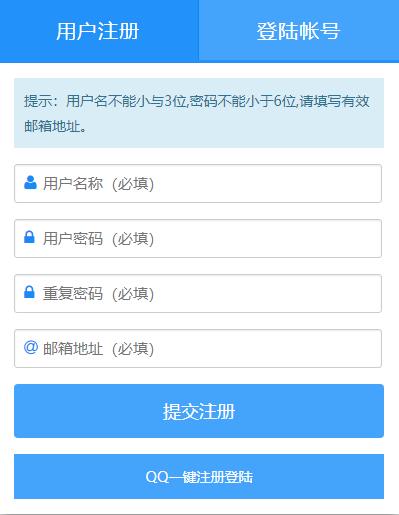 用户注册
登陆帐号
提示：用户名不能小与3位,密码不能小于6位,请填写有效
邮箱地址。
用户名称（必填）
用户密码（必填）
重复密码（必填）
@ 邮箱地址（必填）
提交注册
QQ一键注册登陆